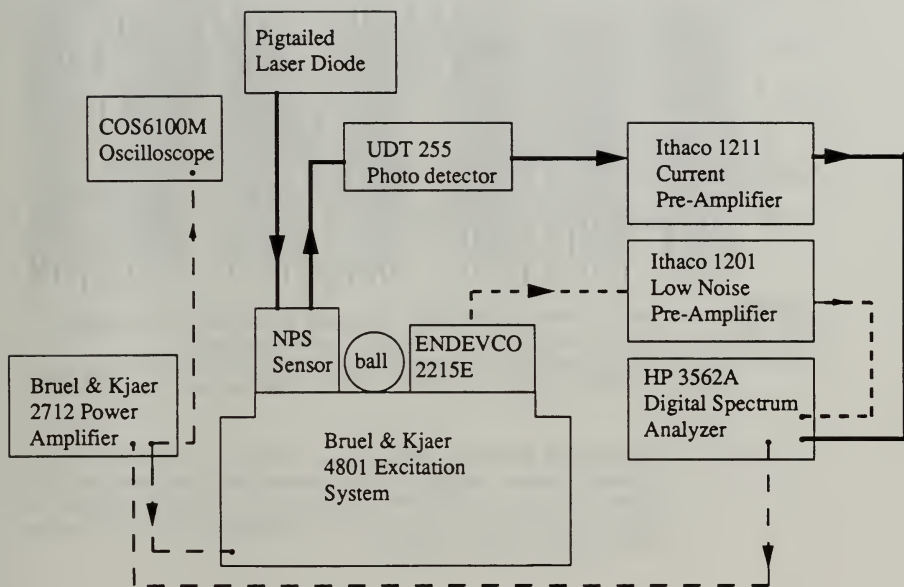 Pigtailed
Laser Diode
COS6100M
Oscilloscope
UDT 255
Photo detector
Ithaco 1211
Current
Pre-Amplifier
Ithaco 1201
Low Noise
Pre-Amplifier
NPS
Sensor
ball
ENDEVCO
2215E
Bruel & Kjaer
2712 Power
Amplifier
HP 3562A
Digital Spectrum
Analyzer
Bruel & Kjaer
4801 Excitation
System